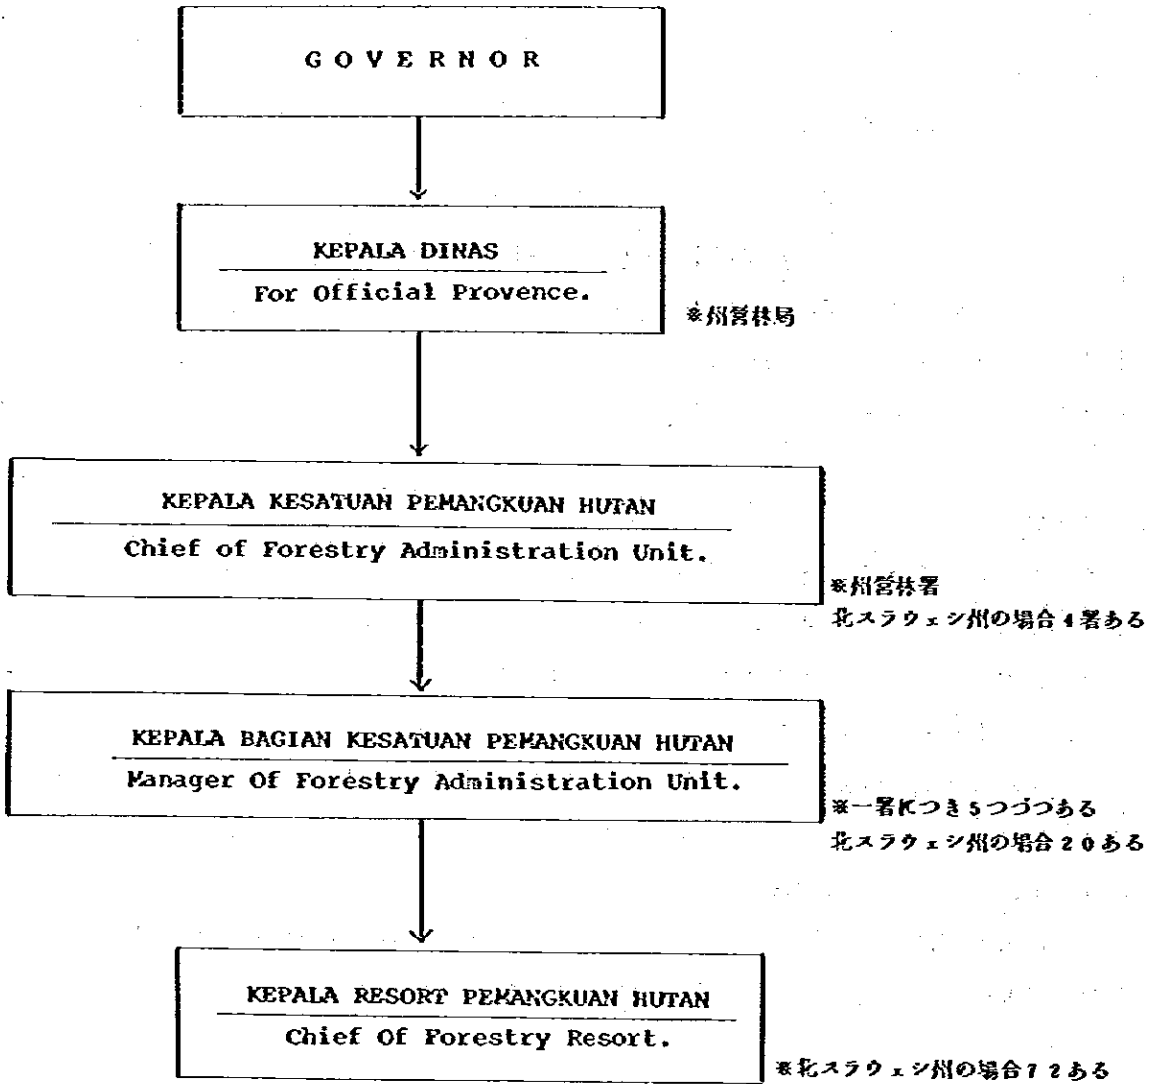 GOVERNOR
KEPALA DINAS
For Official Provence.
※州営林局
KEPALA KESATUAN PEMANGKUAN HUTAN
Chief of Forestry Administration Unit.
※州営林署
北スラウェシ州の場合4署ある
KEPALA BAGIAN KESATUAN PEMANGKUAN HUTAN
Manager Of Forestry Administration Unit.
※一署につき5つづつある
北スラウェシ州の場合20ある
KEPALA RESORT PEMANGKUAN HUTAN
Chief Of Forestry Resort.
※北スラウェシ州の場合72ある